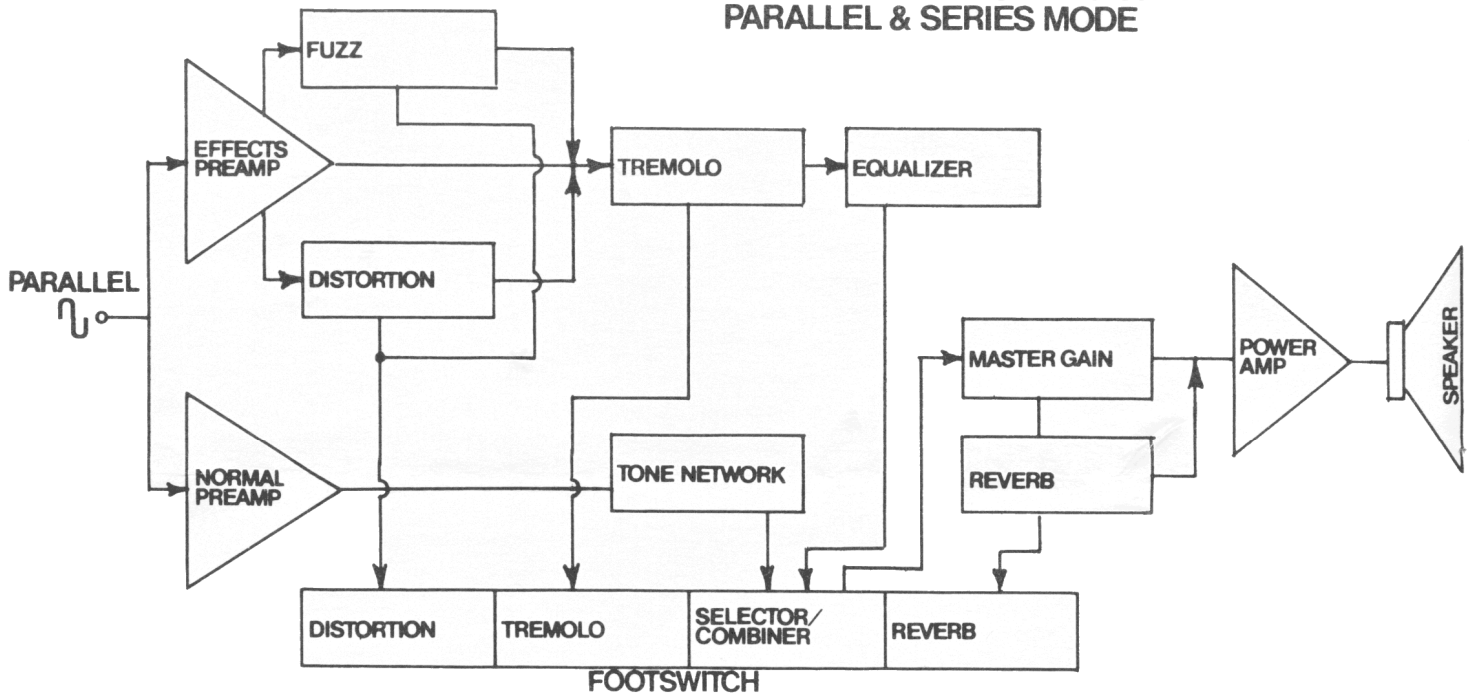 PARALLEL & SERIES MODE
FUZZ
EFFECTS
PREAMP
TREMOLO
EQUALIZER
DISTORTION
PARALLEL
MASTER GAIN
POWER
AMP
SPEAKER
NORMAL
PREAMP
TONE NETWORK
REVERB
DISTORTION
TREMOLO
SELECTOR/
COMBINER
REVERB
FOOTSWITCH